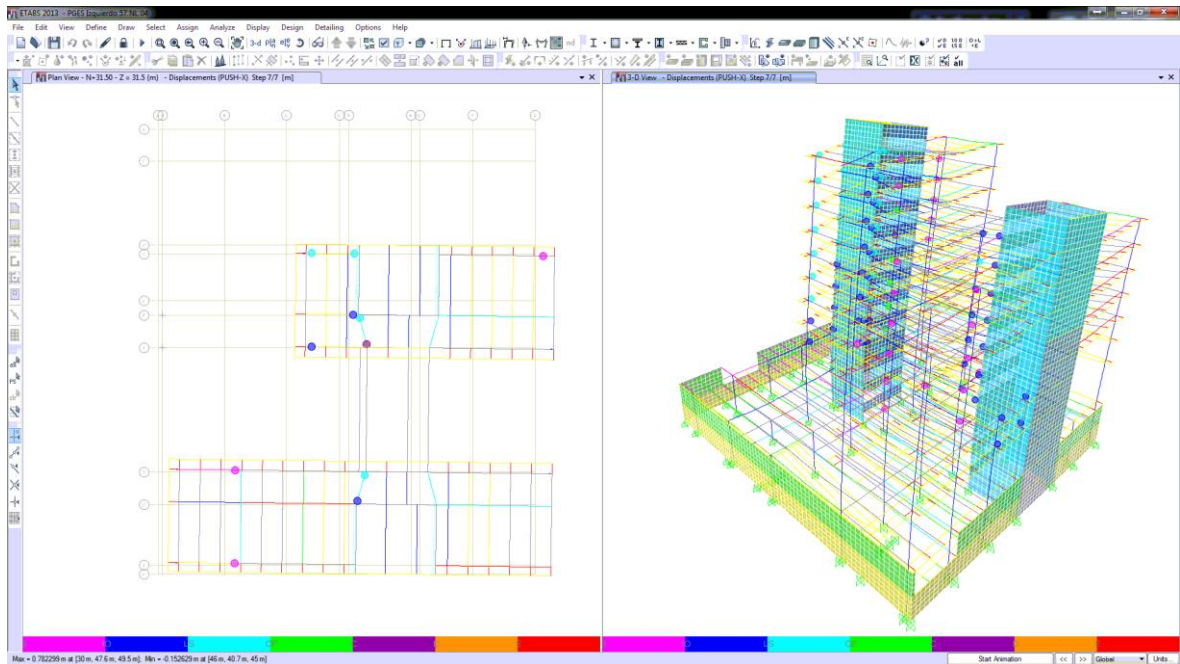 ETABS 2013 - PGES Izquierdo 57 NL 04
File Edit View Define Draw Select Assign Analyze Display Design Detailing Options Help
Plan View - N=31.50 - Z = 31.5 (m) - Displacements (PUSH-X) Step 7/7 [m]
3-D View - Displacements (PUSH-X) Step 7/7 [m]
Max = 0.782299 m at [30 m, 47.6 m, 49.5 m]; Min = -0.152629 m at [46 m, 40.7 m, 45 m]
Start Animation
<< >>
Global
Units...